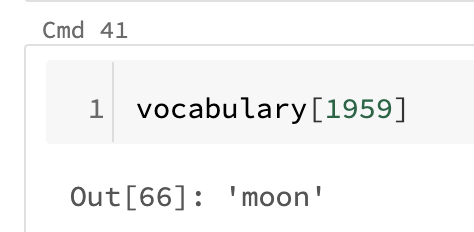 Cmd 41
1 vocabulary[1959]
Out[66]: 'moon'